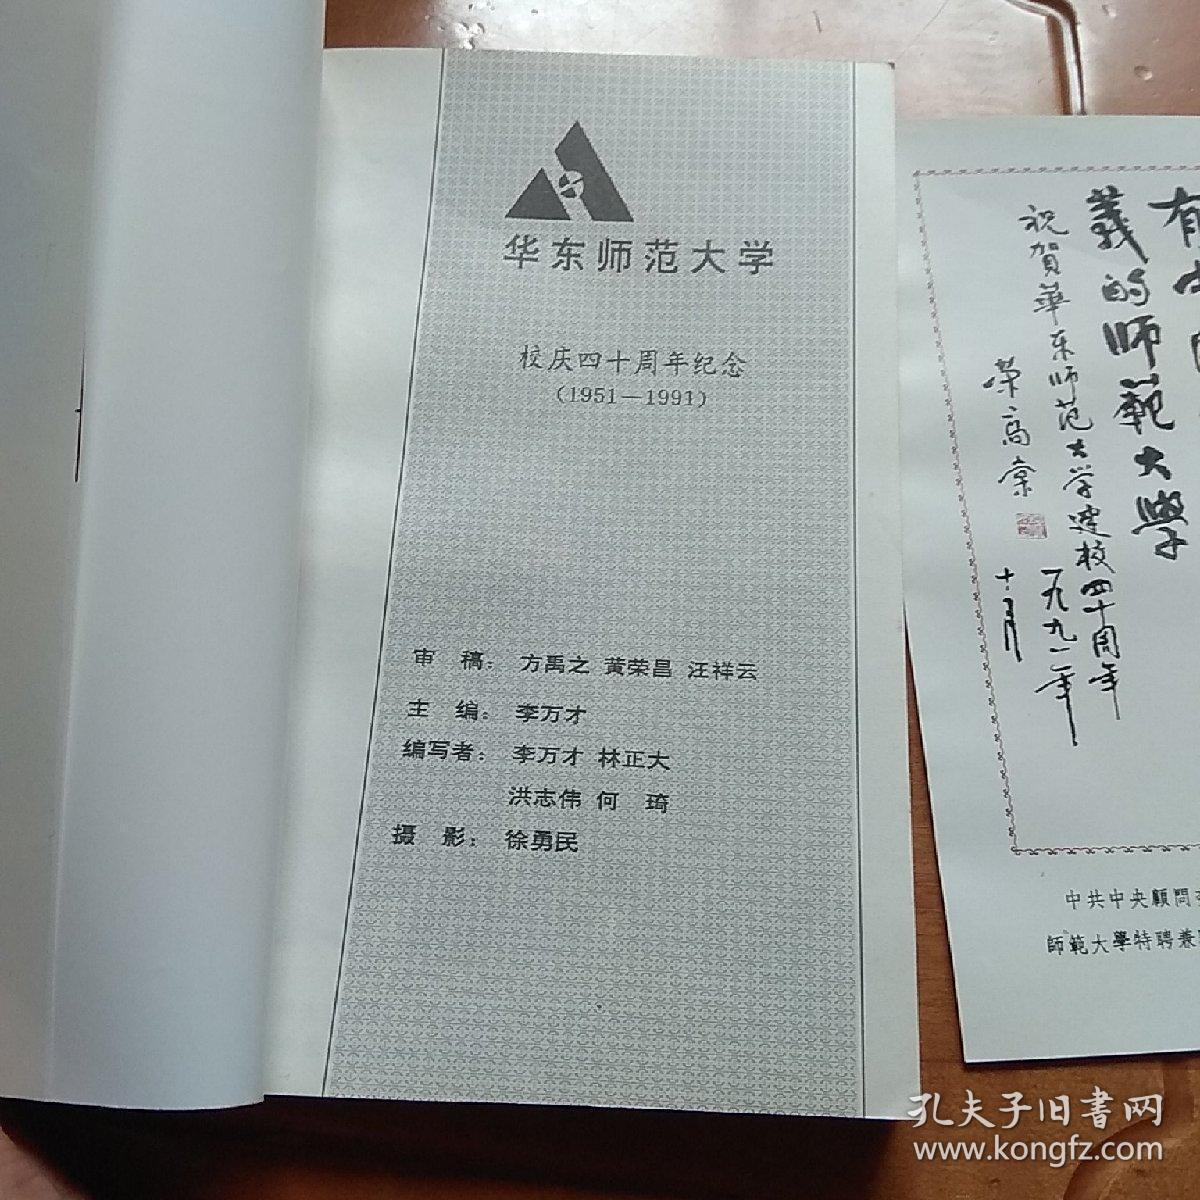 华东师范大学
校庆四十周年纪念
(1951—1991)
审 稿：方禹之 黄荣昌 汪祥云
主 编：李万才
编写者：李万才 林正大
洪志伟 何 琦
摄 影：徐勇民
義的师範大學
祝賀華东师范大学建校四十周年
一九九一年
十月
荣高棠
中共中央顧問
師範大學特聘兼
孔夫子旧書网
www.kongfz.com